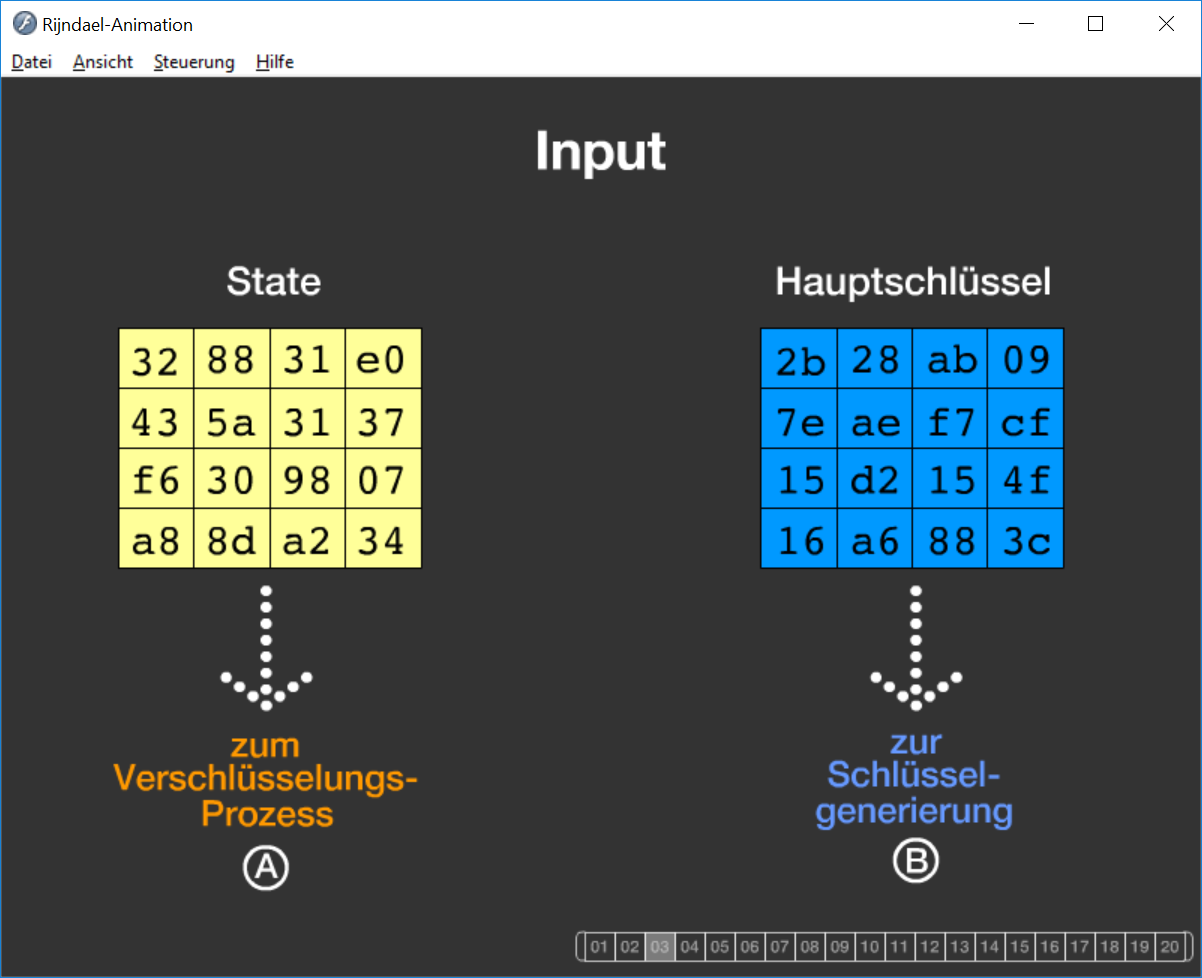 Rijndael-Animation
Datei Ansicht Steuerung Hilfe
Input
State
32 88 31 e0
43 5a 31 37
f6 30 98 07
a8 8d a2 34
zum
Verschlüsselungs-
Prozess
A
Hauptschlüssel
2b 28 ab 09
7e ae f7 cf
15 d2 15 4f
16 a6 88 3c
zur
Schlüssel-
generierung
B
01 02 03 04 05 06 07 08 09 10 11 12 13 14 15 16 17 18 19 20